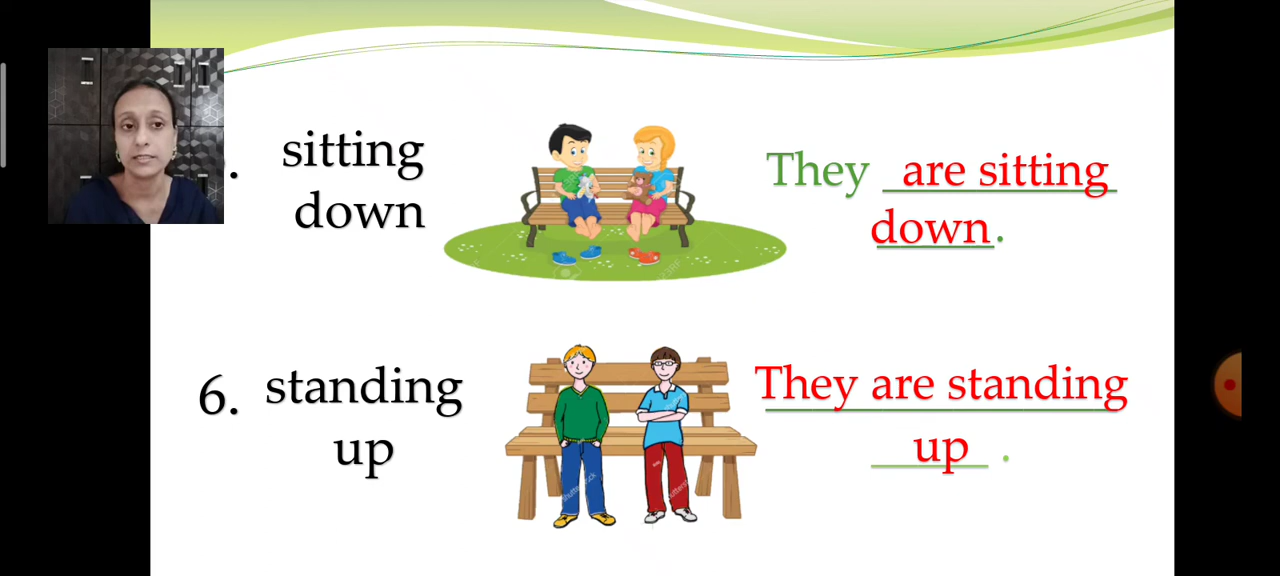 . sitting
down
They are sitting
down.
6. standing
up
They are standing
up .